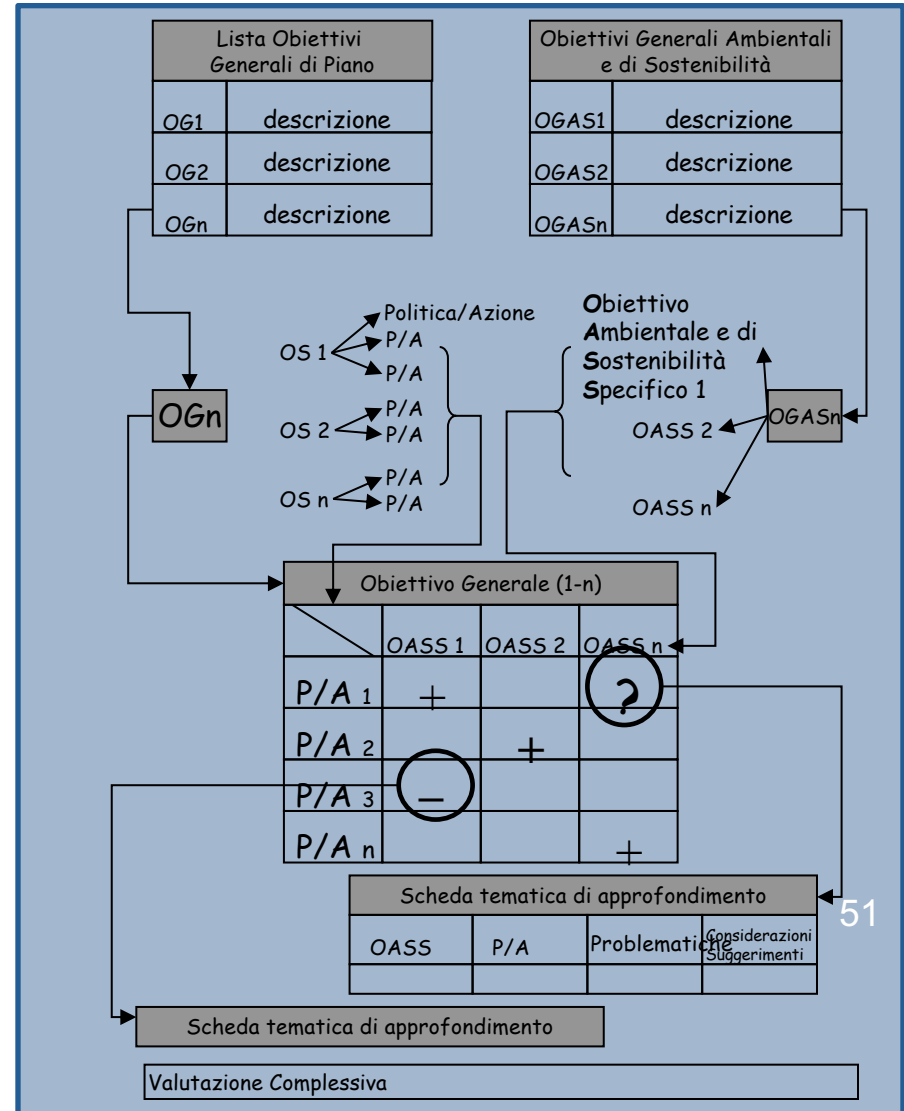 Lista Obiettivi
Generali di Piano
OG1 descrizione
OG2 descrizione
OGn descrizione
Obiettivi Generali Ambientali
e di Sostenibilità
OGAS1 descrizione
OGAS2 descrizione
OGASn descrizione
OGn
OS 1
Politica/Azione
P/A
P/A
OS 2
P/A
P/A
OS n
P/A
P/A
Obiettivo
Ambientale e di
Sostenibilità
Specifico 1
OASS 2
OASS n
OGASn
Obiettivo Generale (1-n)
OASS 1 OASS 2 OASS n
P/A 1 + ?
P/A 2 +
P/A 3 –
P/A n +
Scheda tematica di approfondimento
OASS P/A Problematiche Considerazioni
Suggerimenti
51
Scheda tematica di approfondimento
Valutazione Complessiva